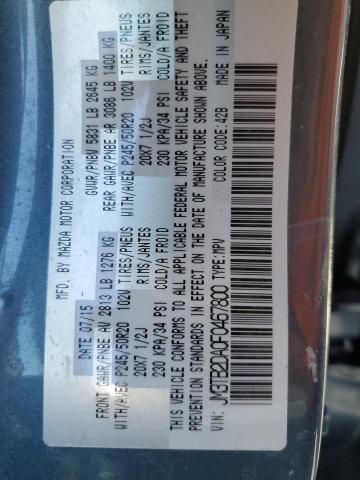 MFD. BY MAZDA MOTOR CORPORATION
DATE 07/15 GVWR/PNBV 5831 LB 2645 KG
FRONT GAWR/PNBE AV 2813 LB 1276 KG REAR GAWR/PNBE AR 3086 LB 1400 KG
WITH/AVEC P245/50R20 102V TIRES/PNEUS WITH/AVEC P245/50R20 102V TIRES/PNEUS
20X7 1/2J RIMS/JANTES 20X7 1/2J RIMS/JANTES
230 KPA/34 PSI COLD/A FROID 230 KPA/34 PSI COLD/A FROID
THIS VEHICLE CONFORMS TO ALL APPLICABLE FEDERAL MOTOR VEHICLE SAFETY AND THEFT
PREVENTION STANDARDS IN EFFECT ON THE DATE OF MANUFACTURE SHOWN ABOVE.
VIN: JM3TB2DA0F0467800 TYPE:MPV COLOR CODE:42B MADE IN JAPAN